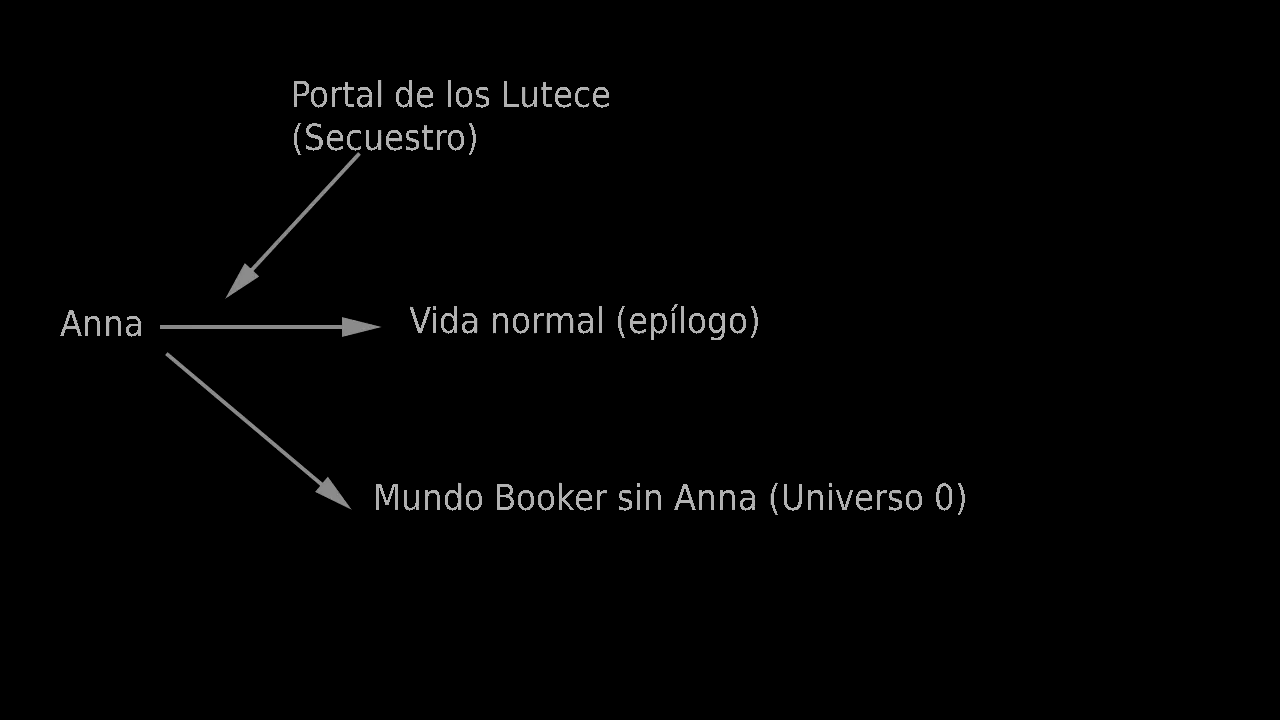 Portal de los Lutece
(Secuestro)
Anna
Vida normal (epílogo)
Mundo Booker sin Anna (Universo 0)